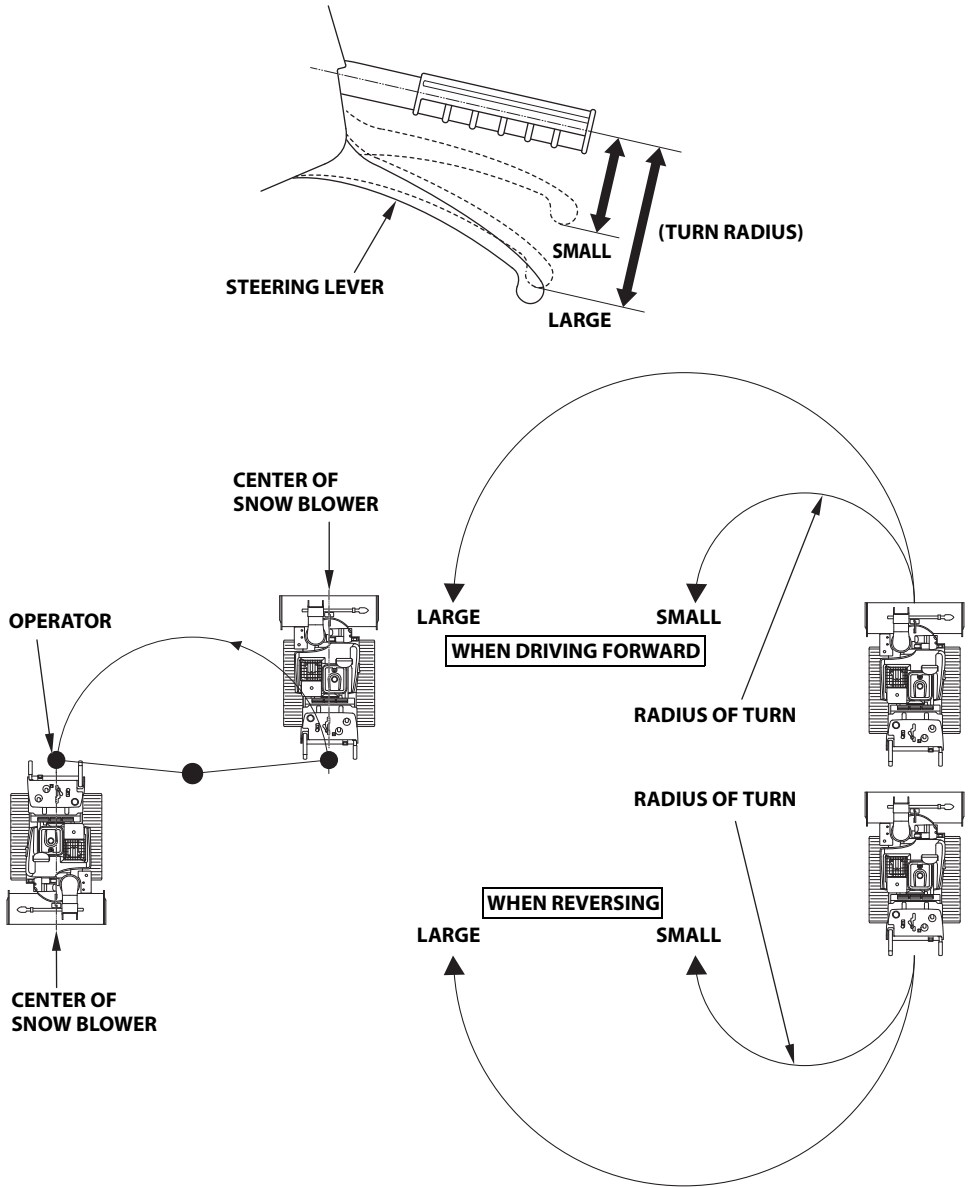 (TURN RADIUS)
SMALL
STEERING LEVER
LARGE
CENTER OF
SNOW BLOWER
OPERATOR
LARGE
SMALL
WHEN DRIVING FORWARD
RADIUS OF TURN
RADIUS OF TURN
WHEN REVERSING
LARGE
SMALL
CENTER OF
SNOW BLOWER